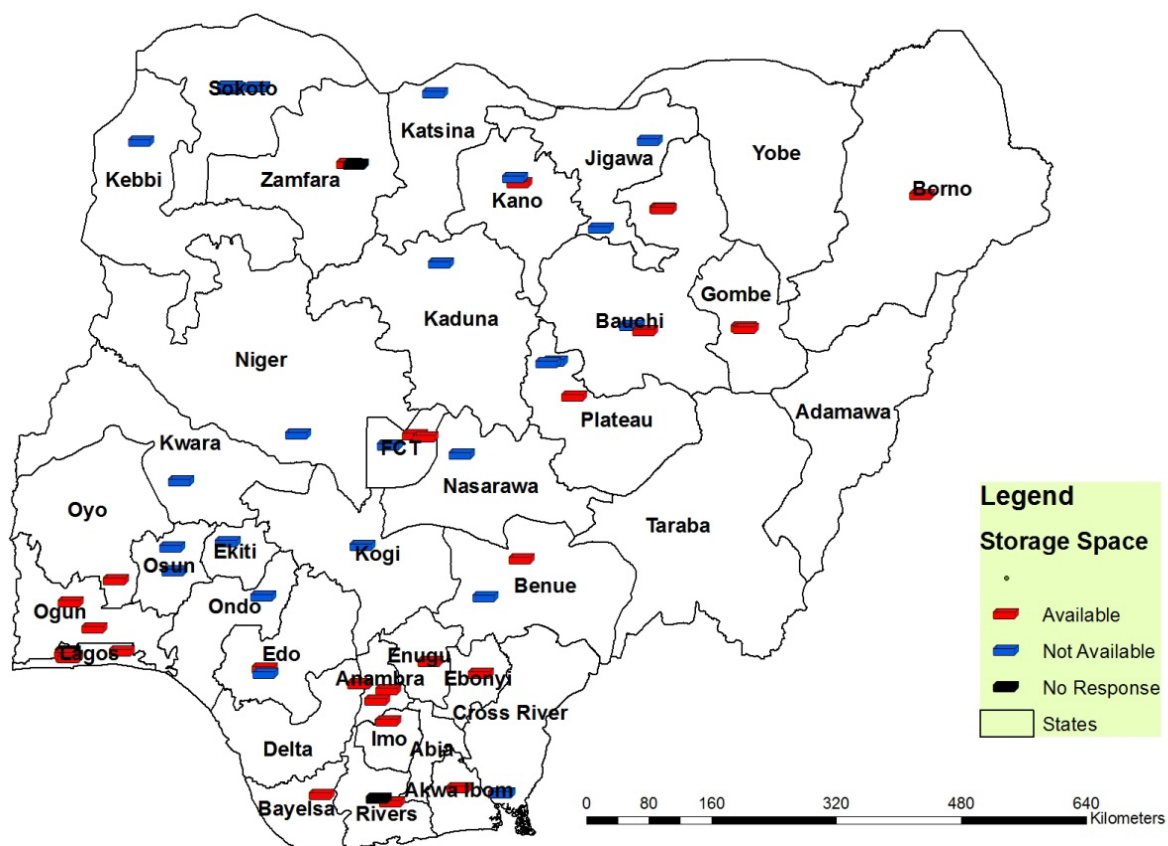 Sokoto
Katsina
Jigawa
Yobe
Kebbi
Zamfara
Kano
Borno
Gombe
Kaduna
Bauchi
Niger
Plateau
Adamawa
Kwara
FCT
Nasarawa
Oyo
Taraba
Osun
Ekiti
Kogi
Benue
Ogun
Ondo
Lagos
Edo
Enugu
Anambra
Ebonyi
Cross River
Delta
Imo
Abia
Bayelsa
Rivers
Akwa Ibom
Legend
Storage Space
Available
Not Available
No Response
States
0 80 160 320 480 640
Kilometers